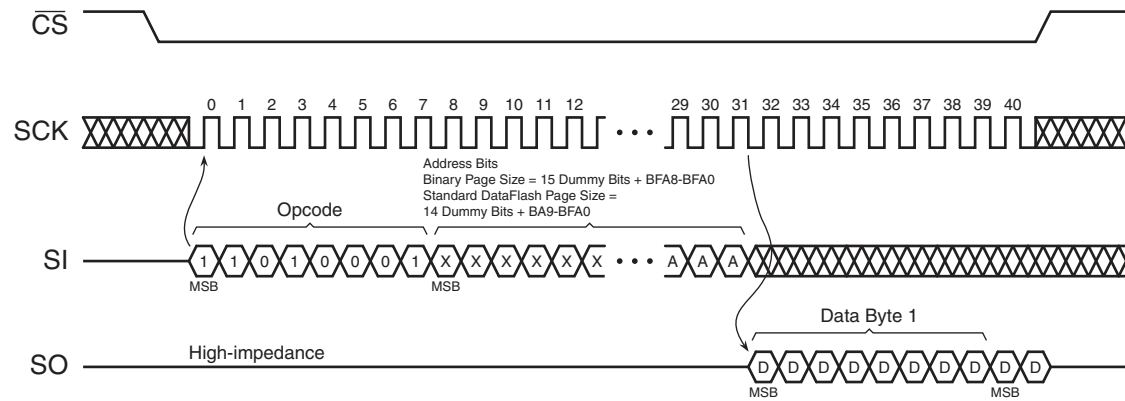 CS
0 1 2 3 4 5 6 7 8 9 10 11 12 29 30 31 32 33 34 35 36 37 38 39 40
SCK
Address Bits
Binary Page Size = 15 Dummy Bits + BFA8-BFA0
Standard DataFlash Page Size =
14 Dummy Bits + BA9-BFA0
Opcode
SI 1 1 0 1 0 0 0 1 X X X X X X A A A
MSB MSB
Data Byte 1
High-impedance
SO D D D D D D D D D D
MSB MSB